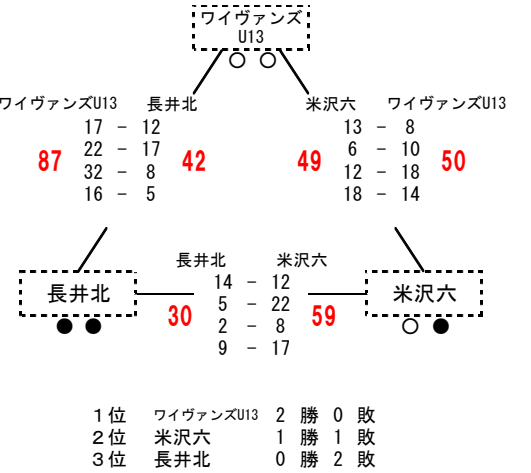 ワイヴァンズ
U13
○ ○
ワイヴァンズU13 長井北
87 42
17 - 12
22 - 17
32 - 8
16 - 5
米沢六 ワイヴァンズU13
49 50
13 - 8
6 - 10
12 - 18
18 - 14
長井北 米沢六
30 59
14 - 12
5 - 22
2 - 8
9 - 17
長井北
● ●
米沢六
○ ●
1位 ワイヴァンズU13 2 勝 0 敗
2位 米沢六 1 勝 1 敗
3位 長井北 0 勝 2 敗